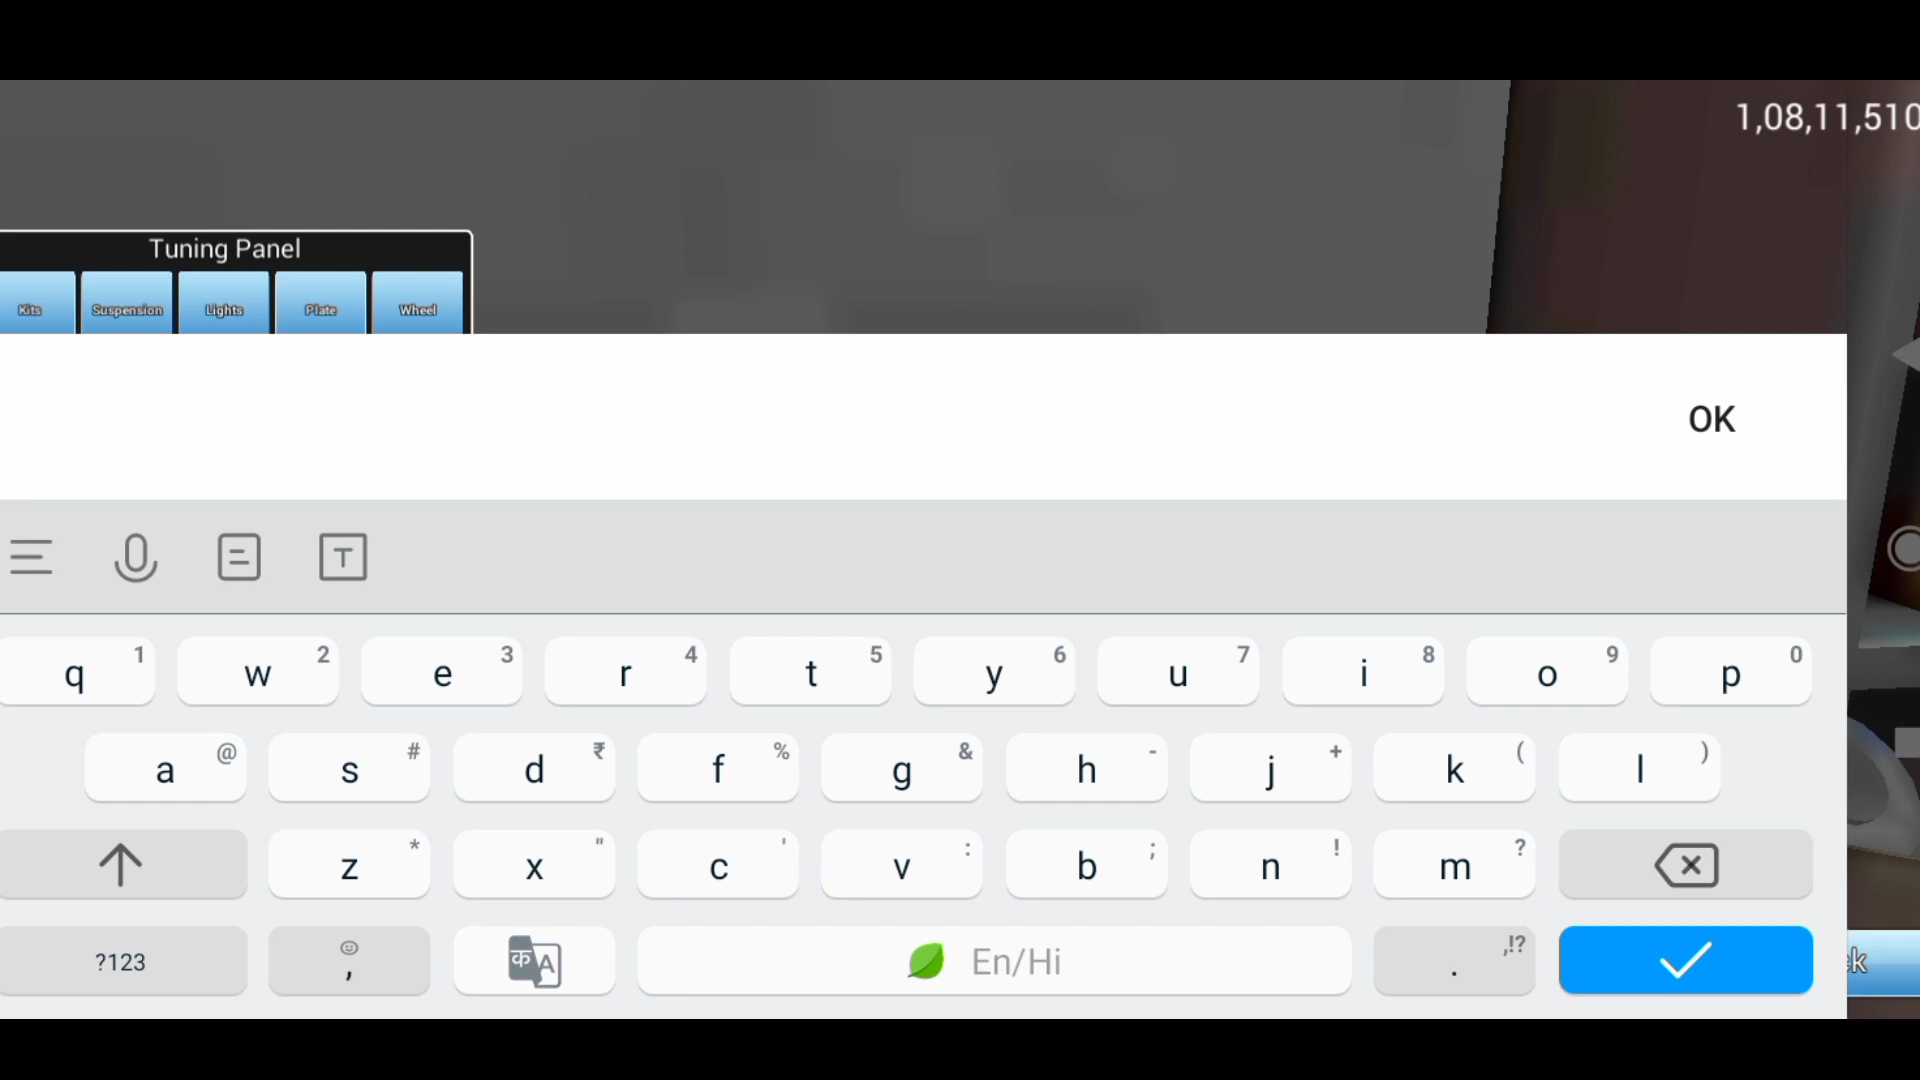 1,08,11,510
Tuning Panel
Kits Suspension Lights Plate Wheel
OK
T
q 1 w 2 e 3 r 4 t 5 y 6 u 7 i 8 o 9 p 0
a @ s # d ₹ f % g & h - j + k ( l )
z * x " c ' v : b ; n ! m ?
?123 , क A En/Hi . ,!?